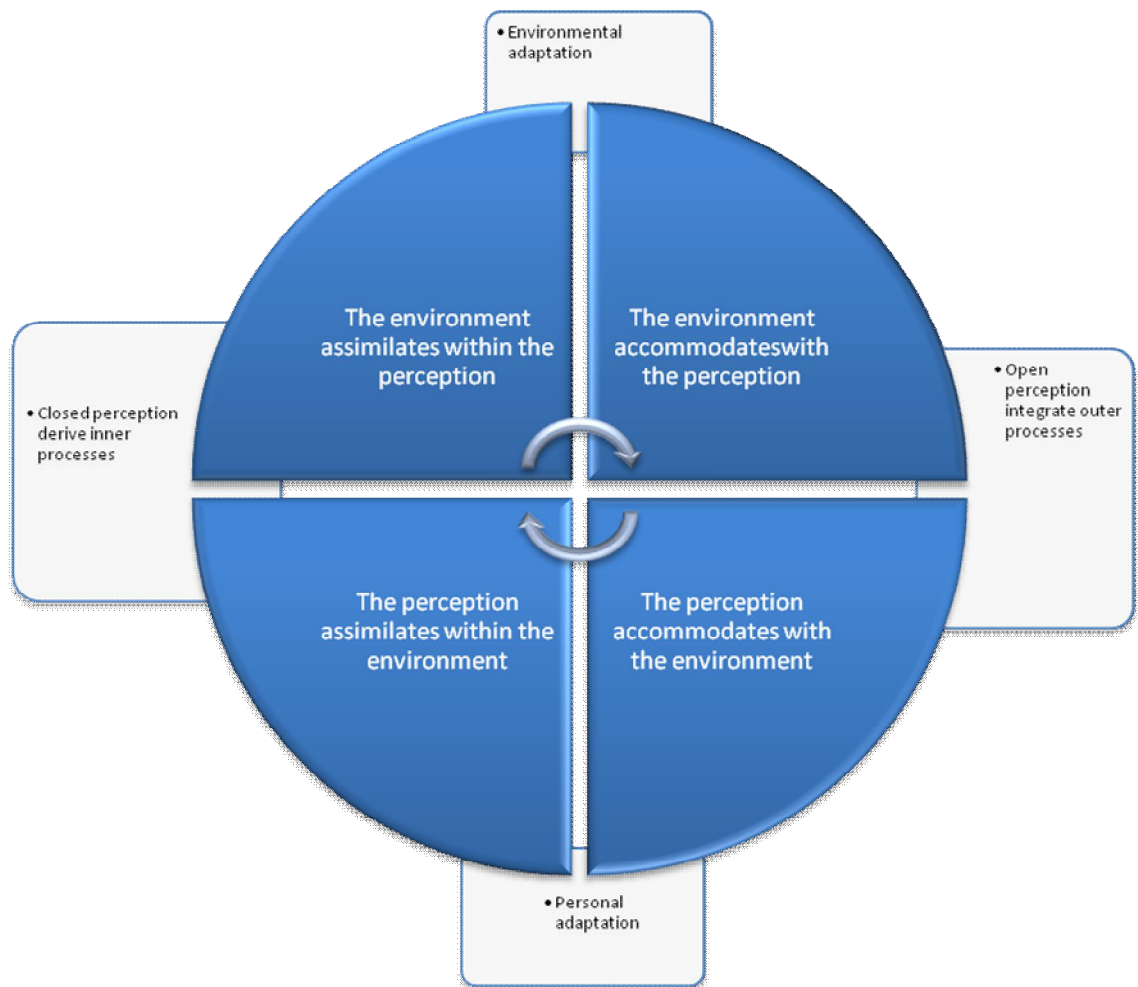 • Environmental
adaptation
The environment
assimilates within the
perception
The environment
accommodateswith
the perception
• Closed perception
derive inner
processes
• Open
perception
integrate outer
processes
The perception
assimilates within the
environment
The perception
accommodates with
the environment
• Personal
adaptation